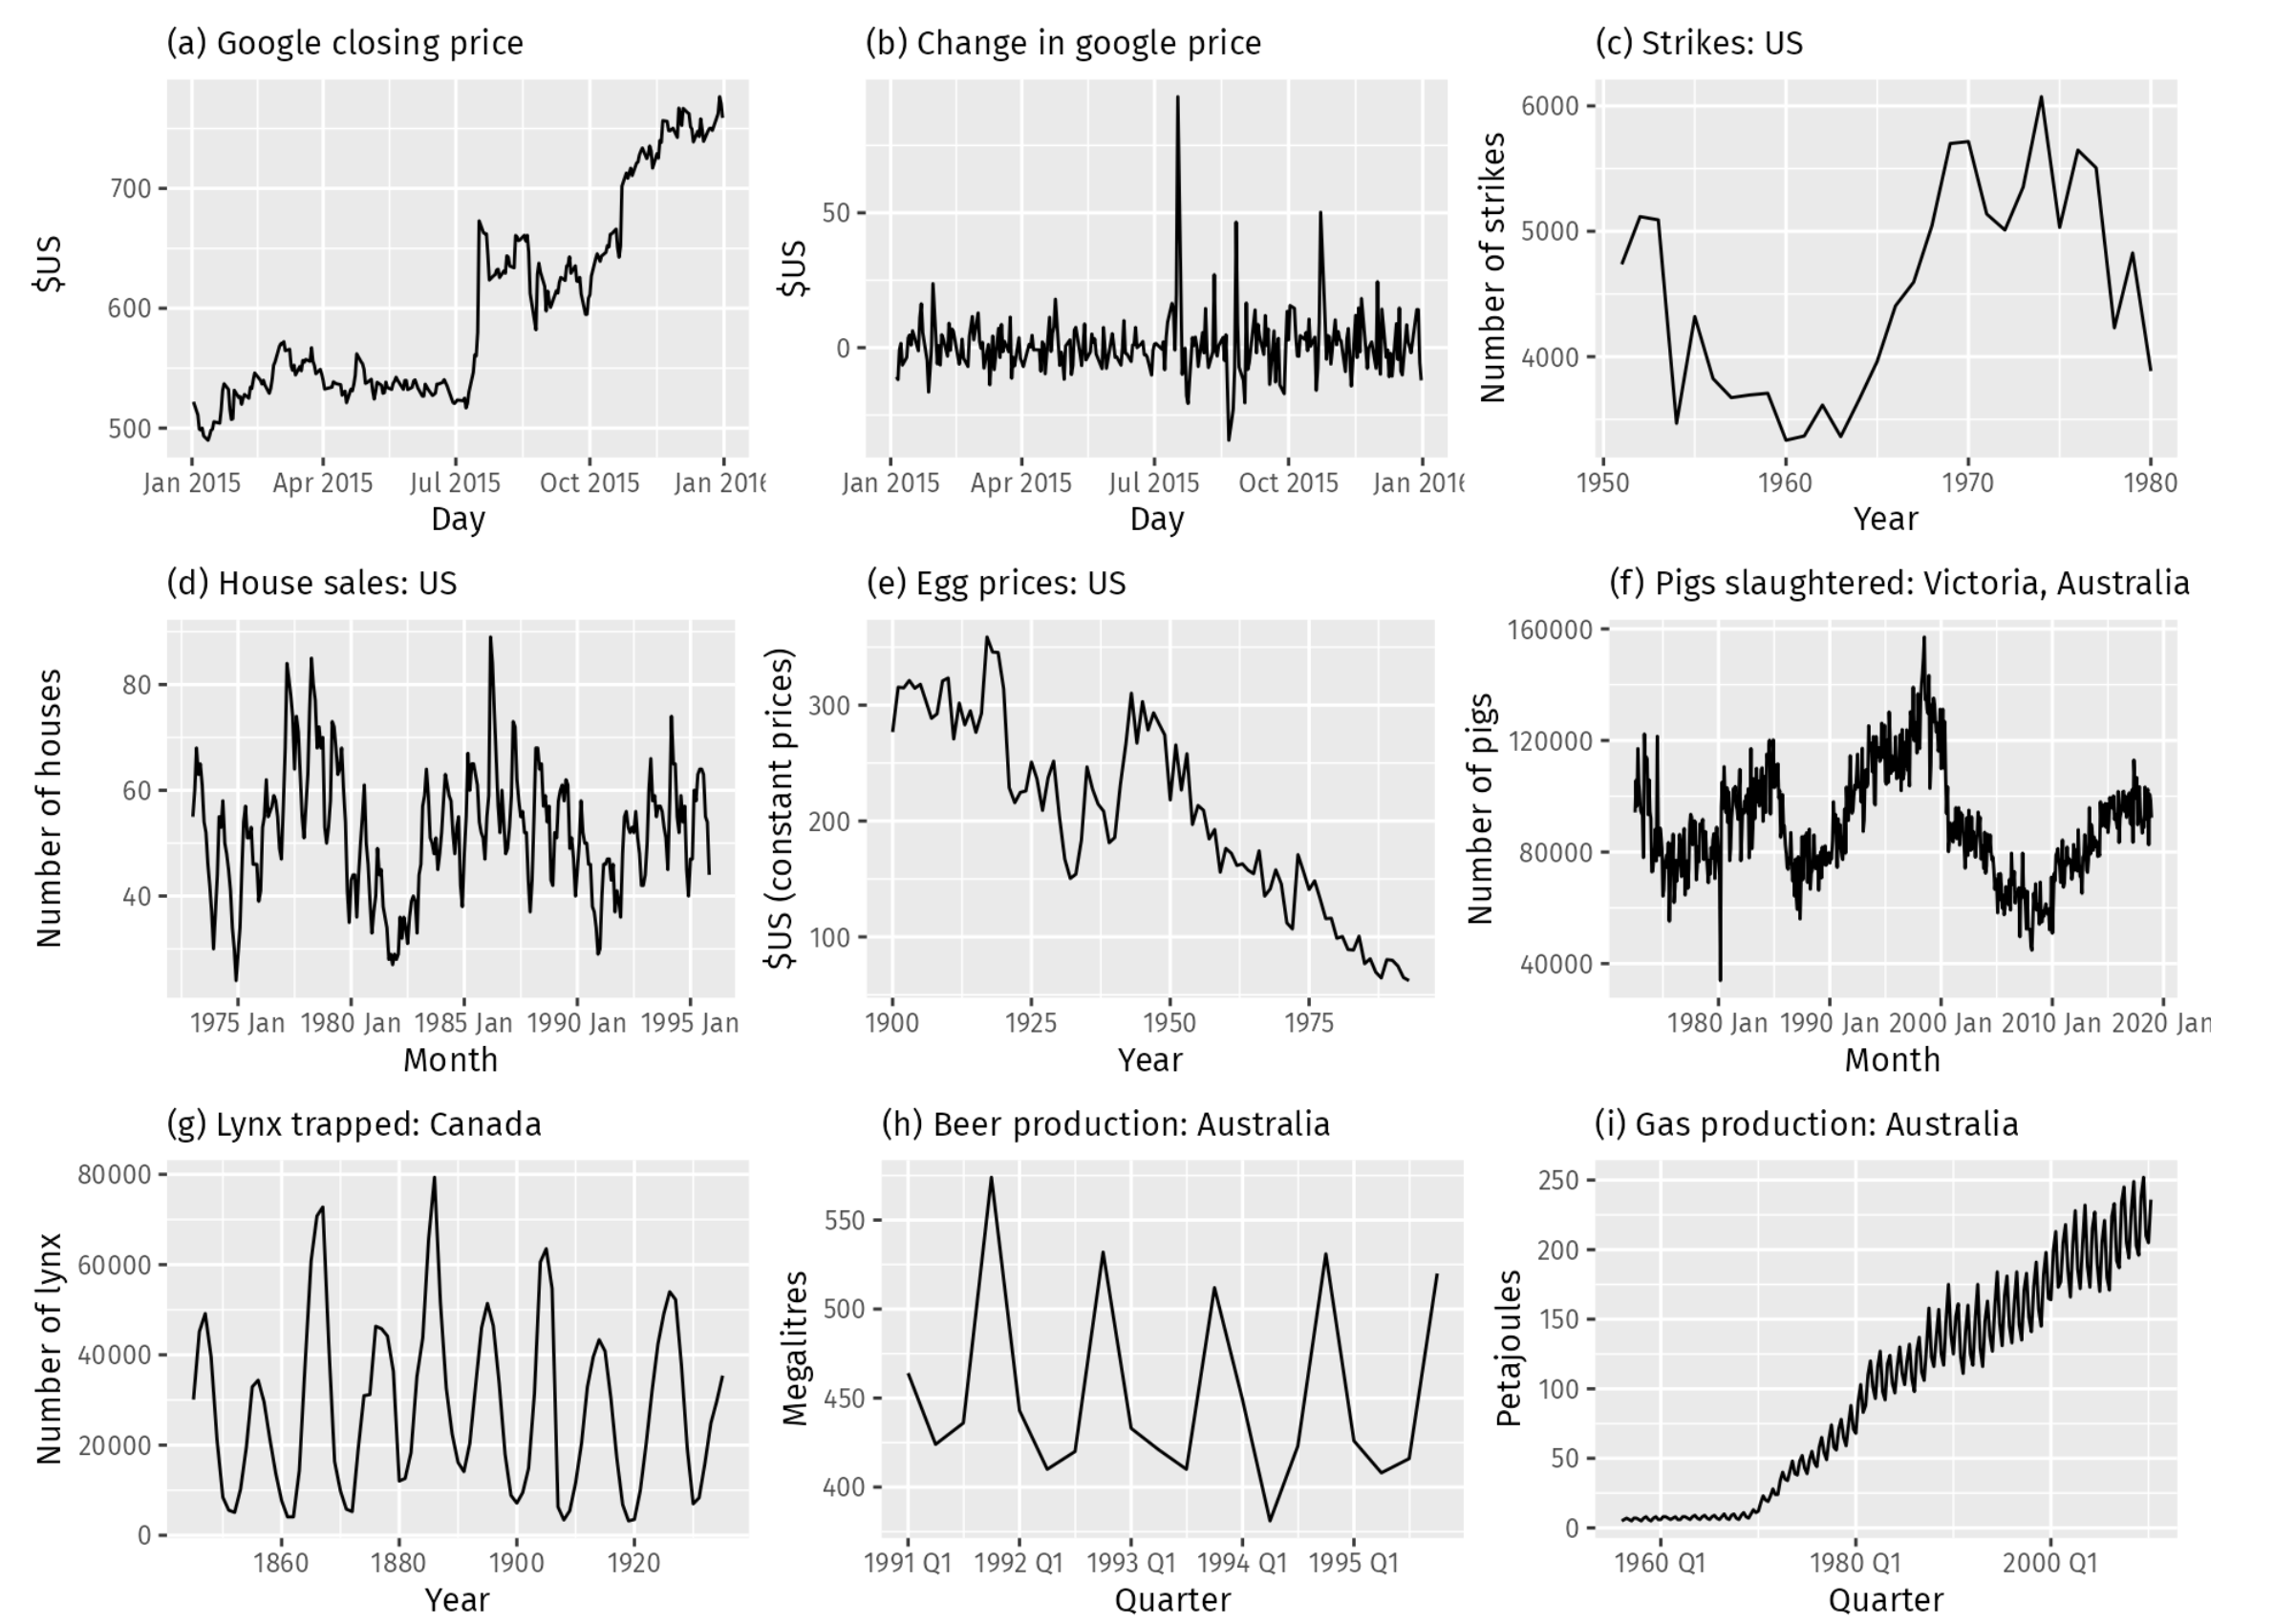 (a) Google closing price
$US
700
600
500
Jan 2015 Apr 2015 Jul 2015 Oct 2015 Jan 2016
Day
(b) Change in google price
$US
50
0
Jan 2015 Apr 2015 Jul 2015 Oct 2015 Jan 2016
Day
(c) Strikes: US
Number of strikes
6000
5000
4000
1950 1960 1970 1980
Year
(d) House sales: US
Number of houses
80
60
40
1975 Jan 1980 Jan 1985 Jan 1990 Jan 1995 Jan
Month
(e) Egg prices: US
$US (constant prices)
300
200
100
1900 1925 1950 1975
Year
(f) Pigs slaughtered: Victoria, Australia
Number of pigs
160000
120000
80000
40000
1980 Jan 1990 Jan 2000 Jan 2010 Jan 2020 Jan
Month
(g) Lynx trapped: Canada
Number of lynx
80000
60000
40000
20000
0
1860 1880 1900 1920
Year
(h) Beer production: Australia
Megalitres
550
500
450
400
1991 Q1 1992 Q1 1993 Q1 1994 Q1 1995 Q1
Quarter
(i) Gas production: Australia
Petajoules
250
200
150
100
50
0
1960 Q1 1980 Q1 2000 Q1
Quarter